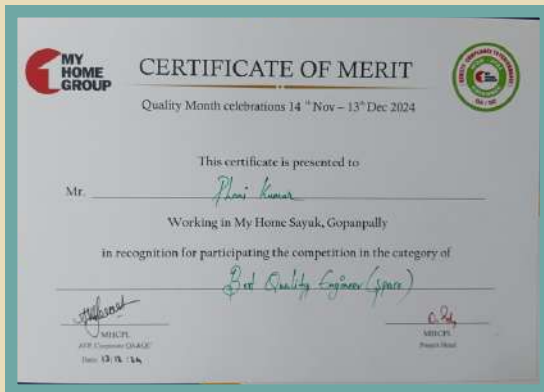 MY
HOME
GROUP
CERTIFICATE OF MERIT
Quality Month celebrations 14th Nov – 13th Dec 2024
This certificate is presented to
Mr. Phani Kumar
Working in My Home Sayuk, Gopanpally
in recognition for participating the competition in the category of
Best Quality Engineer (space)
MHCPL
AVP, Corporate QA&QC
Date: 13.12.24
MHCPL
Project Head